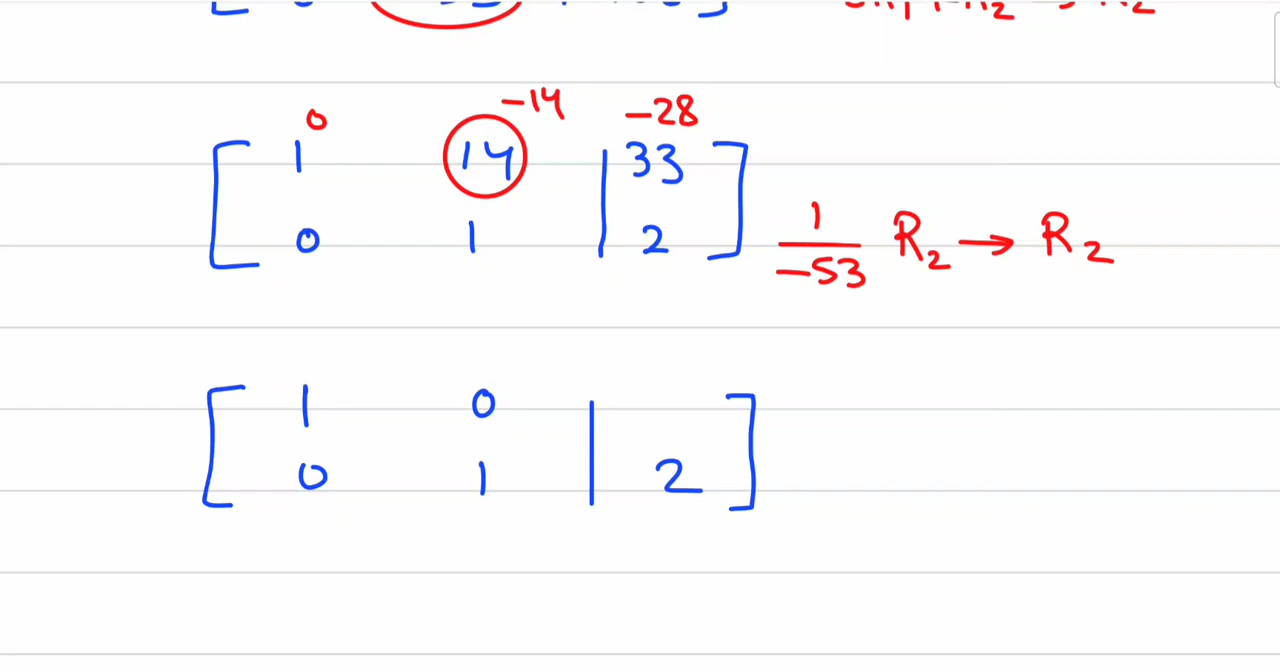 0 -14 -28
1 14 | 33
0 1 | 2
1/-53 R₂ → R₂
1 0 |
0 1 | 2